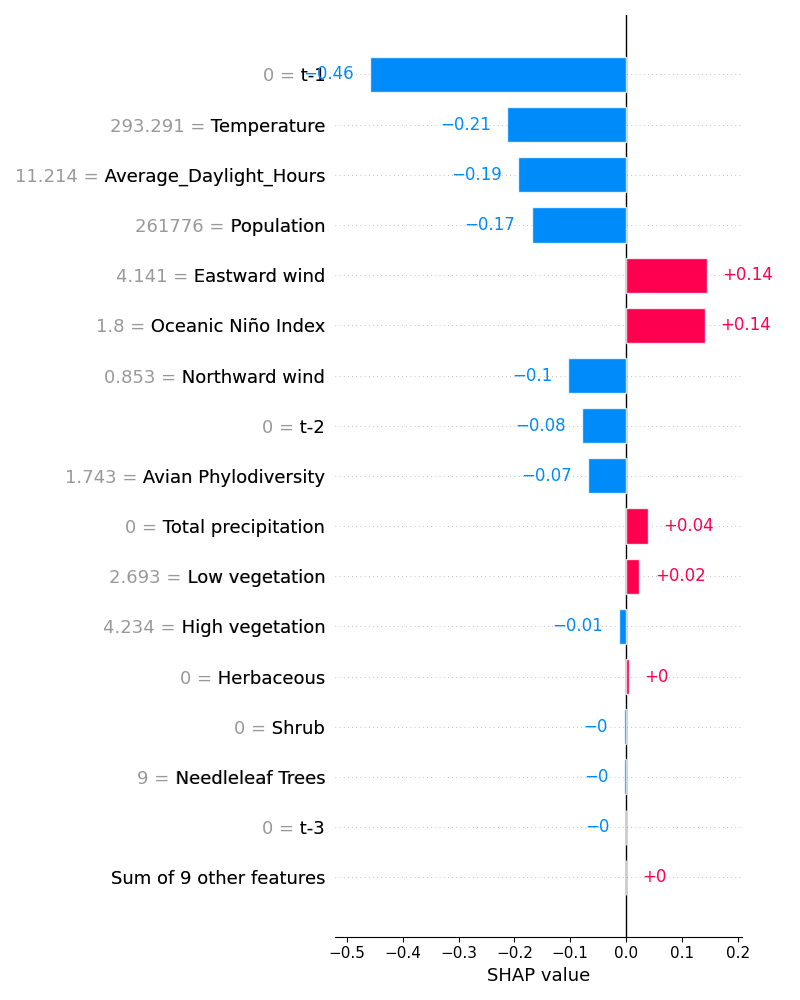 0 = t-1 −0.46
293.291 = Temperature −0.21
11.214 = Average_Daylight_Hours −0.19
261776 = Population −0.17
4.141 = Eastward wind +0.14
1.8 = Oceanic Niño Index +0.14
0.853 = Northward wind −0.1
0 = t-2 −0.08
1.743 = Avian Phylodiversity −0.07
0 = Total precipitation +0.04
2.693 = Low vegetation +0.02
4.234 = High vegetation −0.01
0 = Herbaceous +0
0 = Shrub −0
9 = Needleleaf Trees −0
0 = t-3 −0
Sum of 9 other features +0
−0.5 −0.4 −0.3 −0.2 −0.1 0.0 0.1 0.2
SHAP value